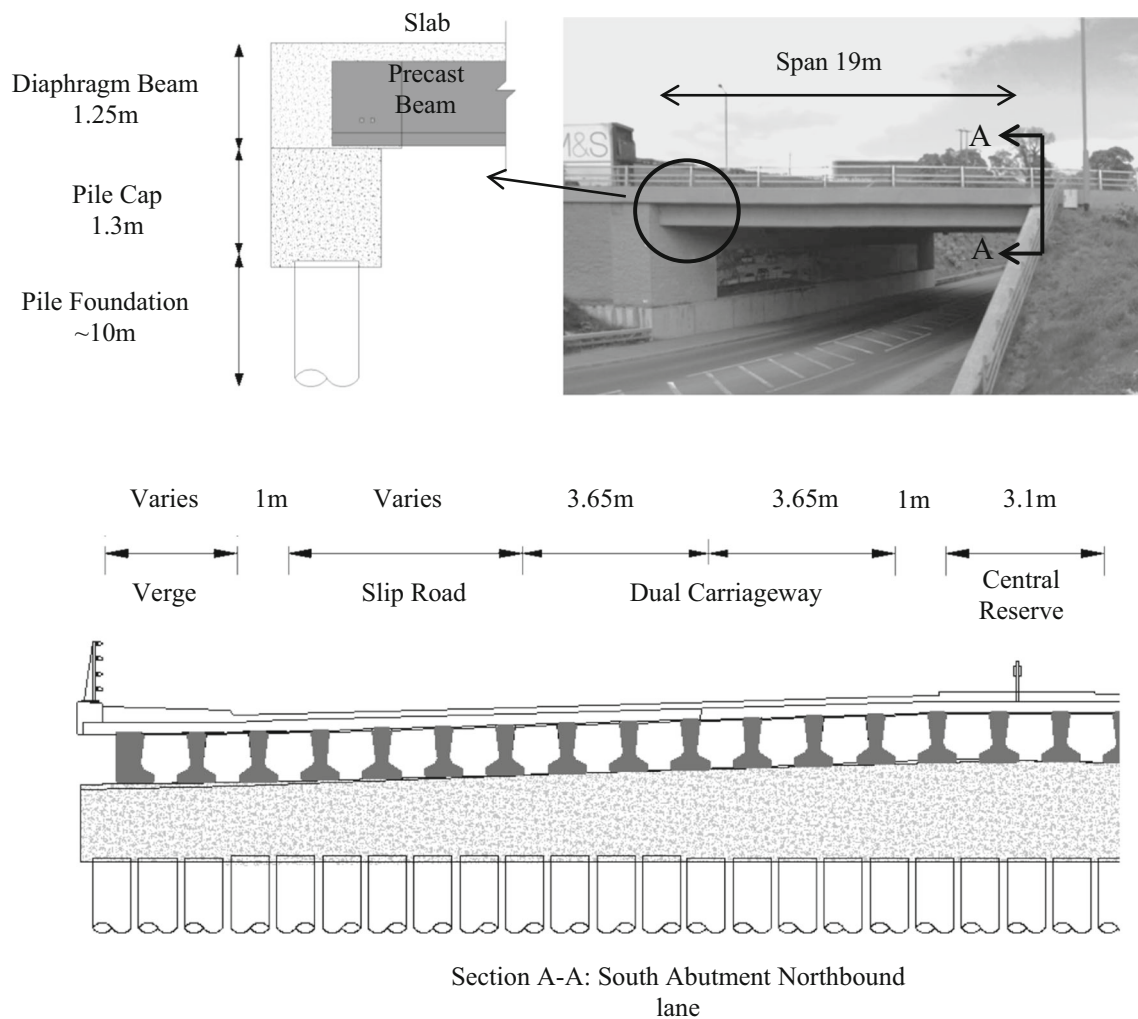 Slab
Diaphragm Beam
1.25m
Precast
Beam
Pile Cap
1.3m
Pile Foundation
~10m
Span 19m
M&S
A
A
Varies
1m
Varies
3.65m
3.65m
1m
3.1m
Verge
Slip Road
Dual Carriageway
Central
Reserve
Section A-A: South Abutment Northbound
lane